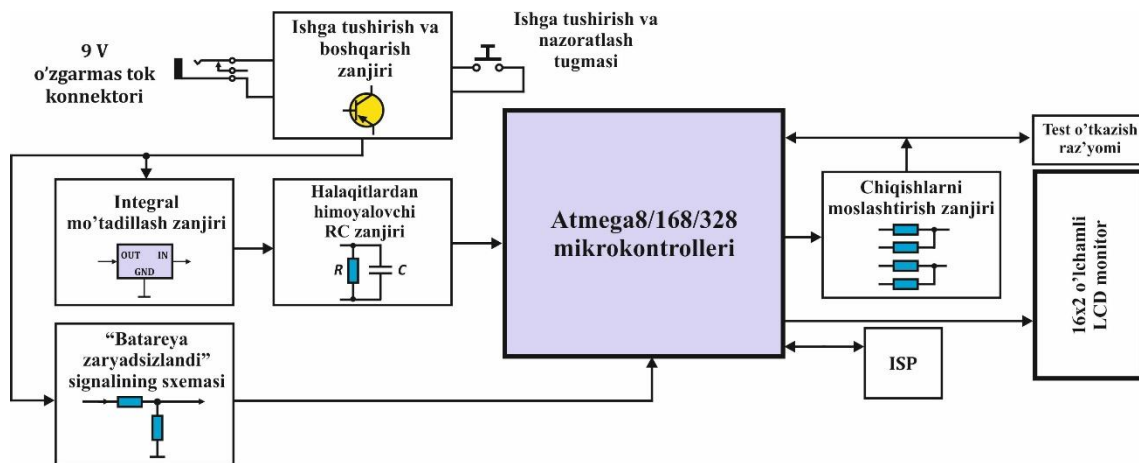 9 V
o’zgarmas tok
konnektori
Ishga tushirish va
boshqarish
zanjiri
Ishga tushirish va
nazoratlash
tugmasi
Integral
mo’tadillash zanjiri
OUT IN
GND
Halaqitlardan
himoyalovchi
RC zanjiri
R
C
Atmega8/168/328
mikrokontrolleri
Test o’tkazish
raz’yomi
Chiqishlarni
moslashtirish zanjiri
16x2 o’lchamli
LCD monitor
ISP
“Batareya
zaryadsizlandi”
signalining sxemasi